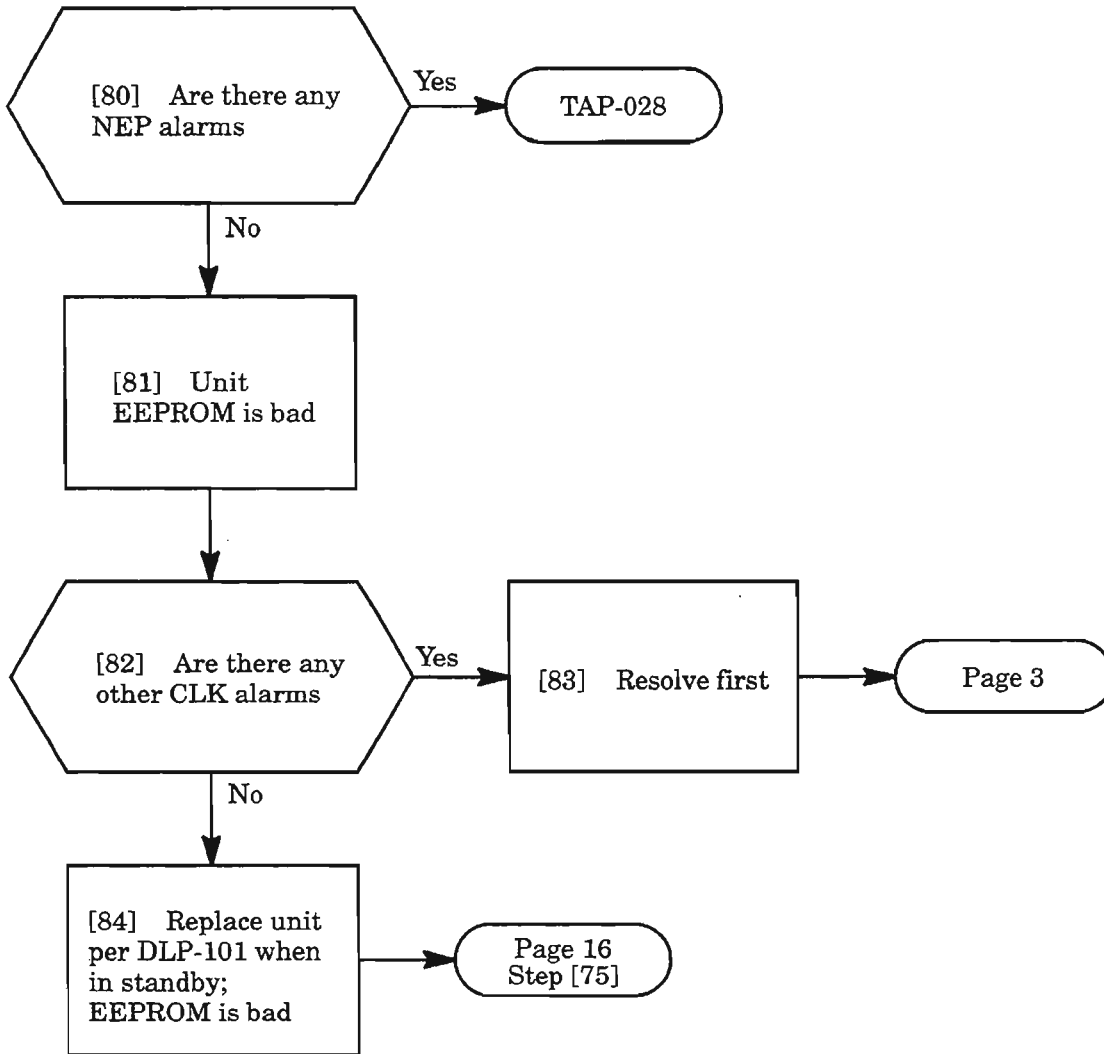 [80] Are there any
NEP alarms
Yes
TAP-028
No
[81] Unit
EEPROM is bad
[82] Are there any
other CLK alarms
Yes
[83] Resolve first
Page 3
No
[84] Replace unit
per DLP-101 when
in standby;
EEPROM is bad
Page 16
Step [75]